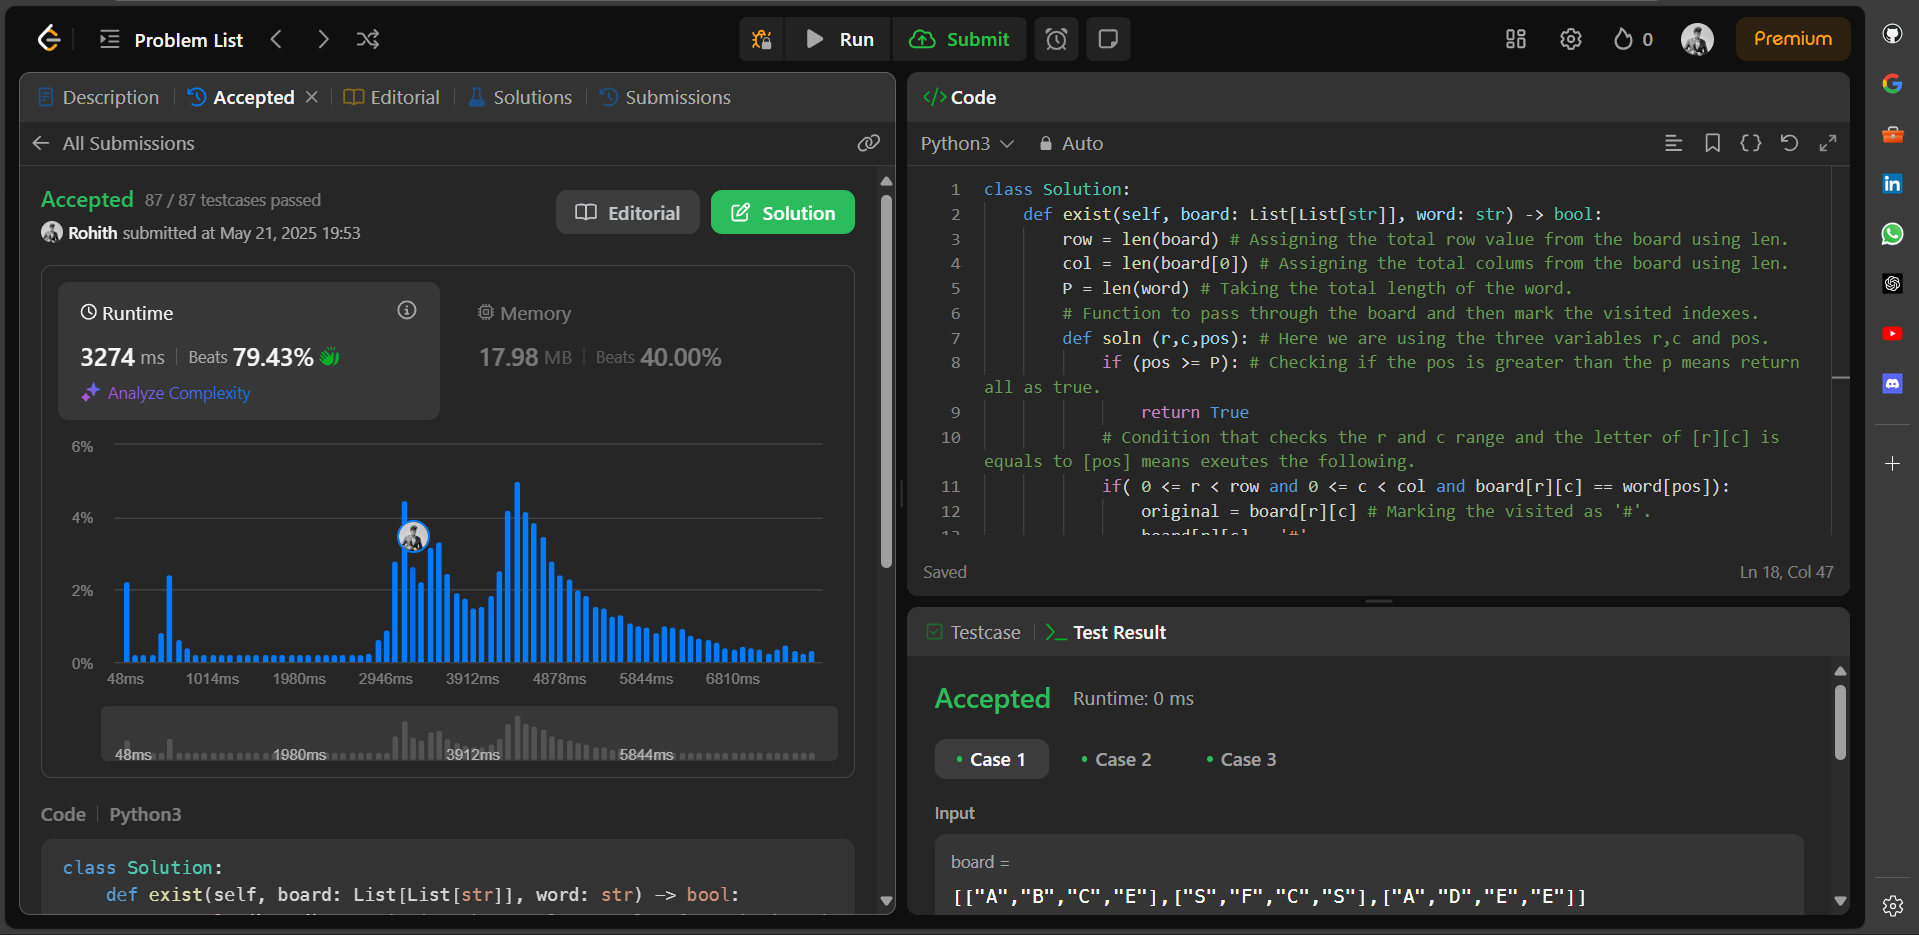 Problem List
Run
Submit
0
Premium
Description
Accepted
Editorial
Solutions
Submissions
All Submissions
Accepted 87 / 87 testcases passed
Rohith submitted at May 21, 2025 19:53
Editorial
Solution
Runtime
3274 ms Beats 79.43%
Analyze Complexity
Memory
17.98 MB Beats 40.00%
6%
4%
2%
0%
48ms 1014ms 1980ms 2946ms 3912ms 4878ms 5844ms 6810ms
48ms 1980ms 3912ms 5844ms
Code Python3
class Solution:
def exist(self, board: List[List[str]], word: str) -> bool:
</> Code
Python3
Auto
1 class Solution:
2 def exist(self, board: List[List[str]], word: str) -> bool:
3 row = len(board) # Assigning the total row value from the board using len.
4 col = len(board[0]) # Assigning the total colums from the board using len.
5 P = len(word) # Taking the total length of the word.
6 # Function to pass through the board and then mark the visited indexes.
7 def soln (r,c,pos): # Here we are using the three variables r,c and pos.
8 if (pos >= P): # Checking if the pos is greater than the p means return
all as true.
9 return True
10 # Condition that checks the r and c range and the letter of [r][c] is
equals to [pos] means exeutes the following.
11 if( 0 <= r < row and 0 <= c < col and board[r][c] == word[pos]):
12 original = board[r][c] # Marking the visited as '#'.
13 board[r][c] = '#'
Saved
Ln 18, Col 47
Testcase
Test Result
Accepted Runtime: 0 ms
Case 1
Case 2
Case 3
Input
board =
[["A","B","C","E"],["S","F","C","S"],["A","D","E","E"]]